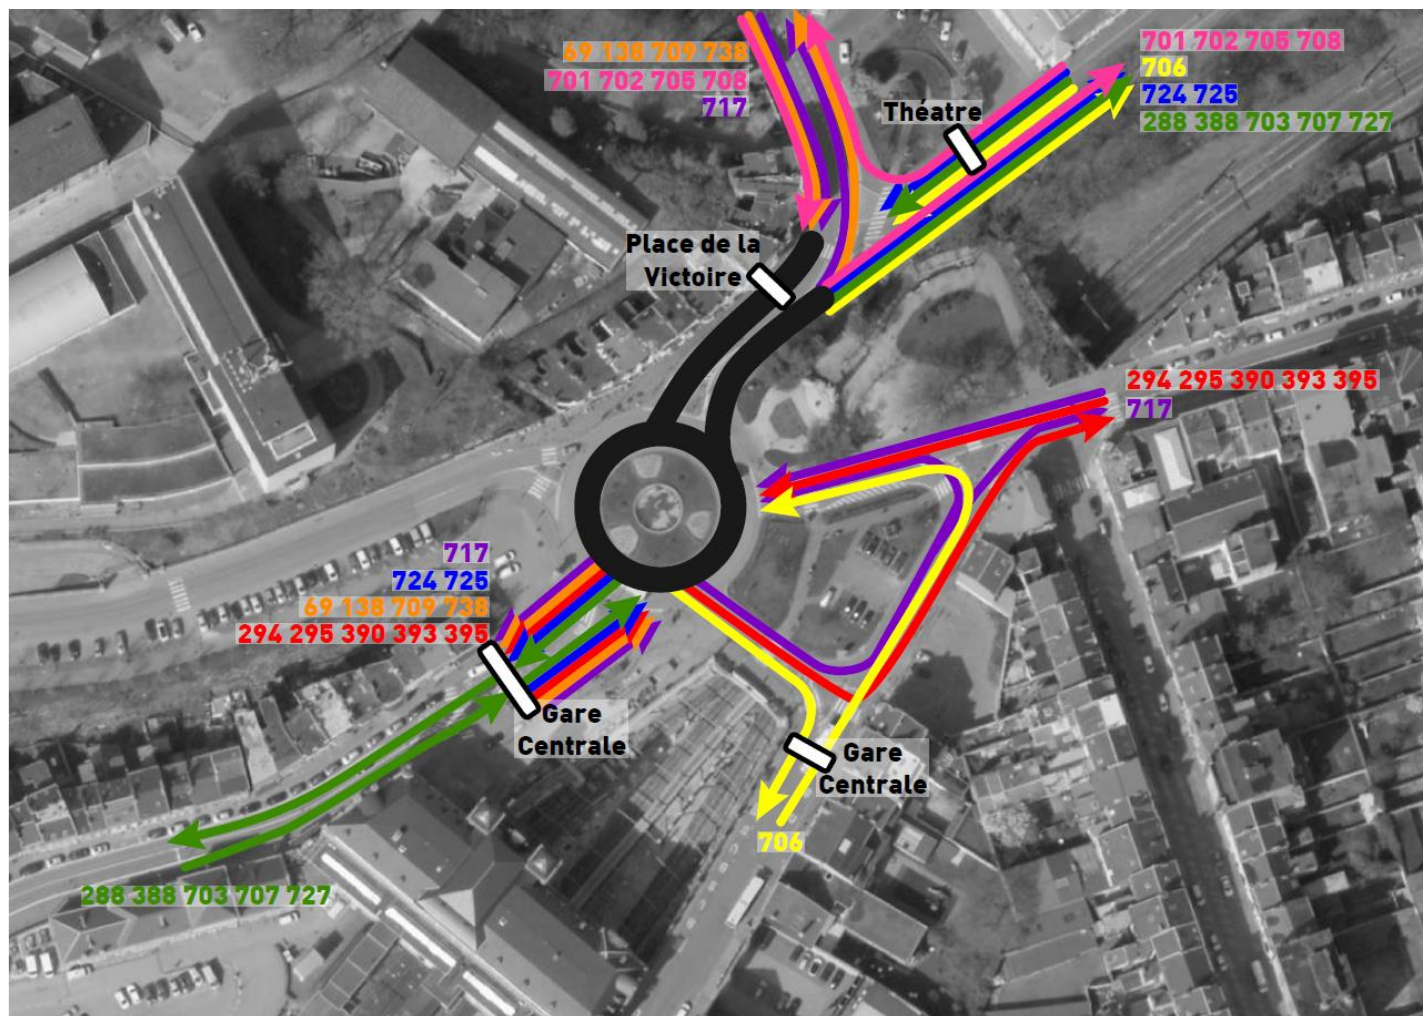 69 138 709 738
701 702 705 708
717
701 702 705 708
706
724 725
288 388 703 707 727
Théatre
Place de la
Victoire
294 295 390 393 395
717
717
724 725
69 138 709 738
294 295 390 393 395
Gare
Centrale
Gare
Centrale
706
288 388 703 707 727